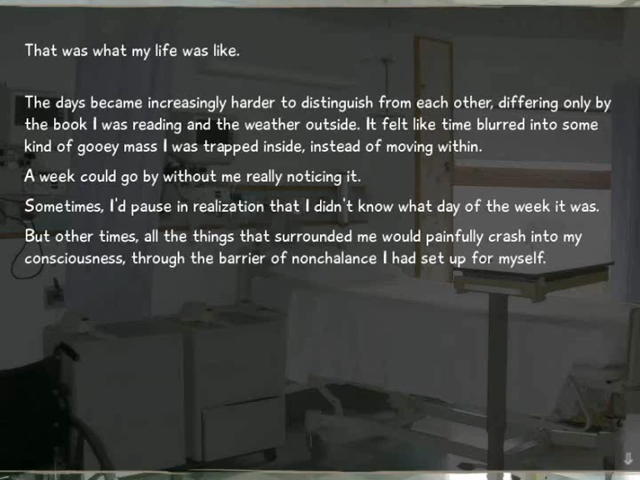 That was what my life was like.
The days became increasingly harder to distinguish from each other, differing only by
the book I was reading and the weather outside. It felt like time blurred into some
kind of gooey mass I was trapped inside, instead of moving within.
A week could go by without me really noticing it.
Sometimes, I'd pause in realization that I didn't know what day of the week it was.
But other times, all the things that surrounded me would painfully crash into my
consciousness, through the barrier of nonchalance I had set up for myself.